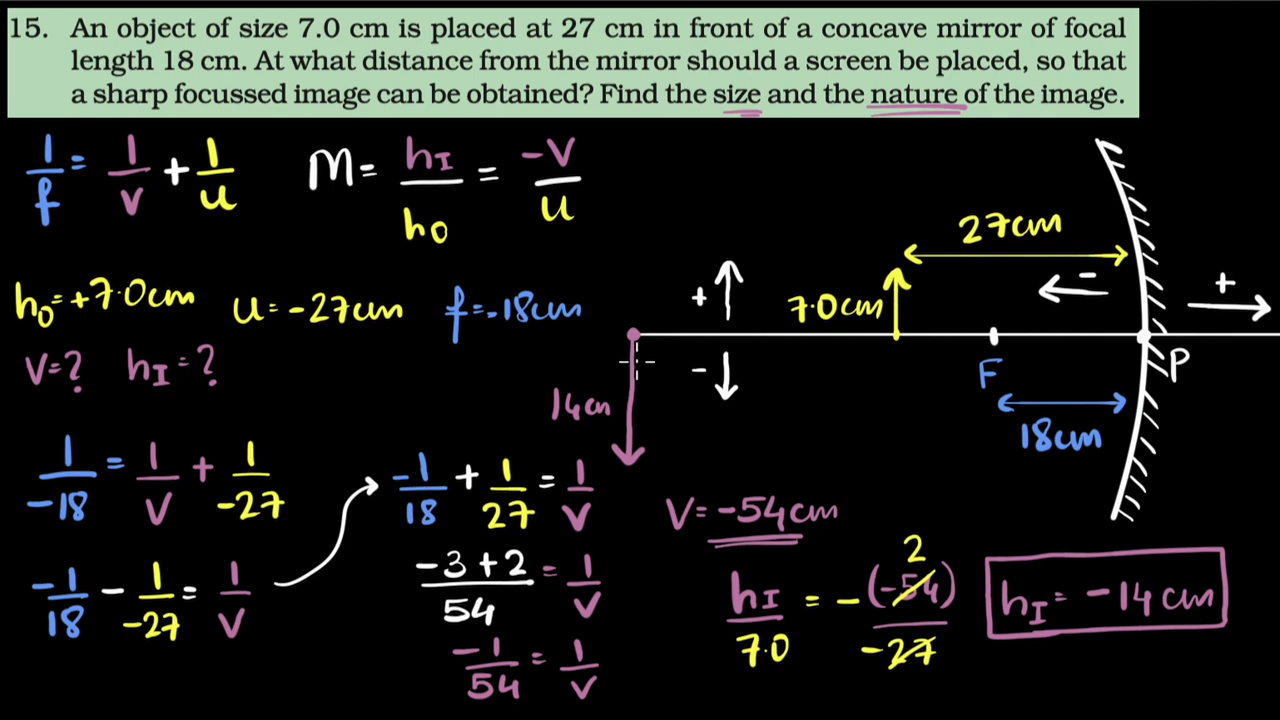 15. An object of size 7.0 cm is placed at 27 cm in front of a concave mirror of focal
length 18 cm. At what distance from the mirror should a screen be placed, so that
a sharp focussed image can be obtained? Find the size and the nature of the image.
1/f = 1/v + 1/u
m = hI/hO = -v/u
hO = +7.0cm u = -27cm f = -18cm
v = ? hI = ?
1/-18 = 1/v + 1/-27
-1/18 - 1/-27 = 1/v
-1/18 + 1/27 = 1/v
-3+2/54 = 1/v
-1/54 = 1/v
27cm
7.0cm
+
-
-
+
F
P
18cm
14cm
v = -54cm
hI/7.0 = -(-54)/-27
2
hI = -14cm